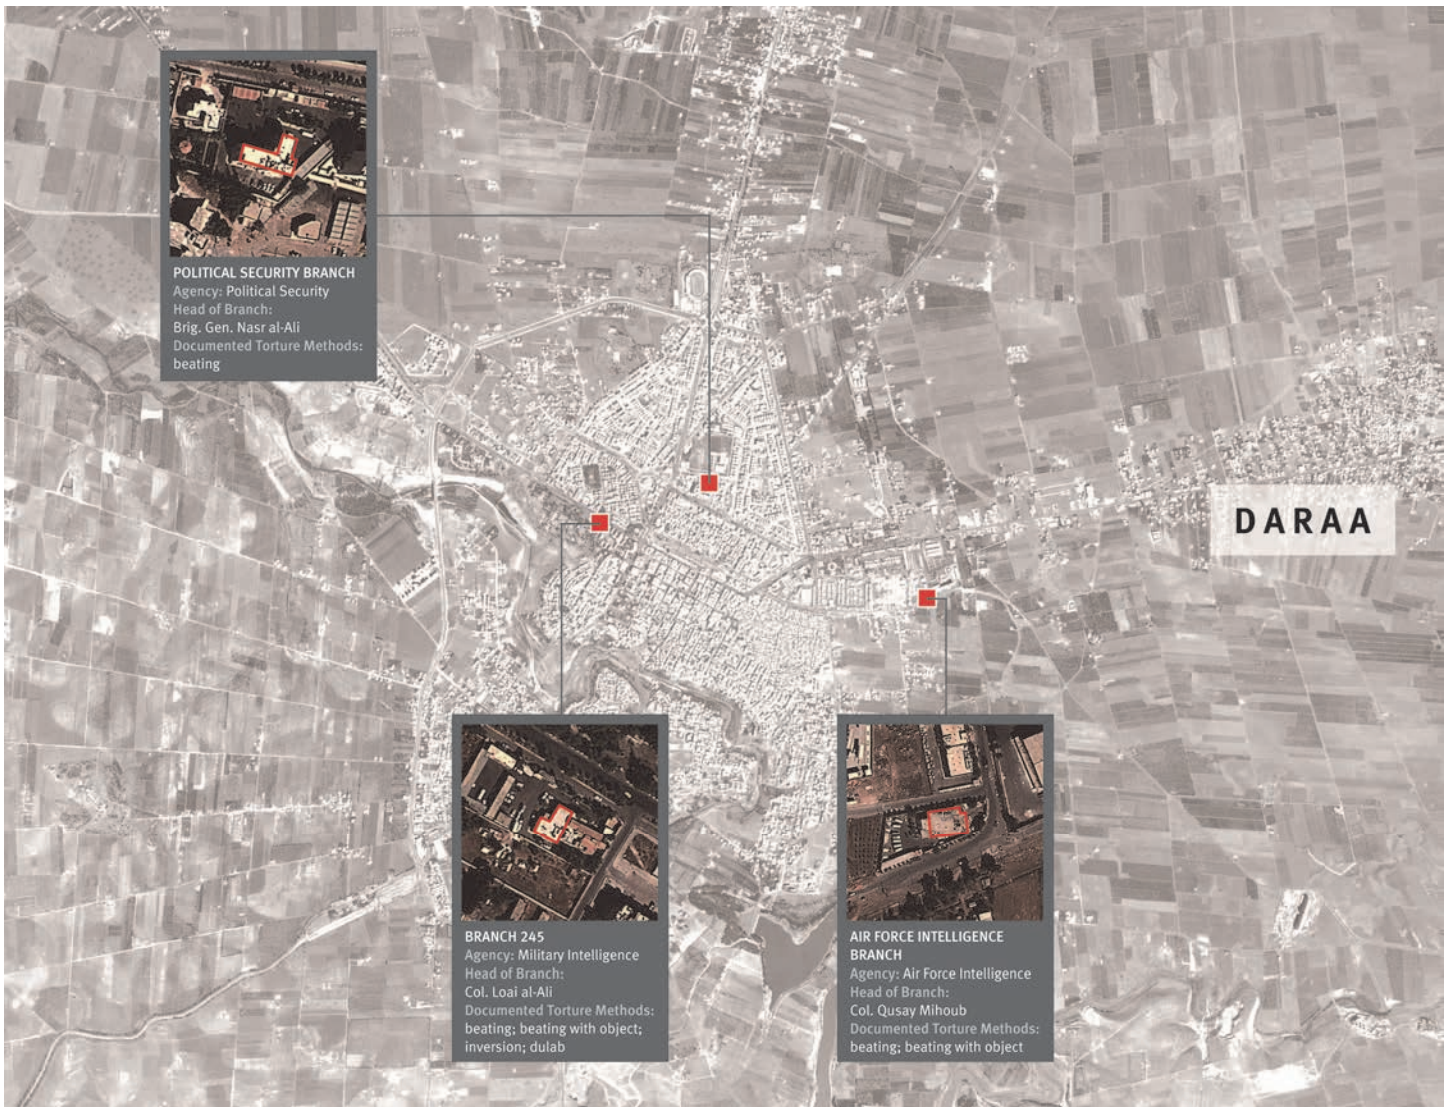 POLITICAL SECURITY BRANCH
Agency: Political Security
Head of Branch:
Brig. Gen. Nasr al-Ali
Documented Torture Methods:
beating
DARAA
BRANCH 245
Agency: Military Intelligence
Head of Branch:
Col. Loai al-Ali
Documented Torture Methods:
beating; beating with object;
inversion; dulab
AIR FORCE INTELLIGENCE
BRANCH
Agency: Air Force Intelligence
Head of Branch:
Col. Qusay Mihoub
Documented Torture Methods:
beating; beating with object